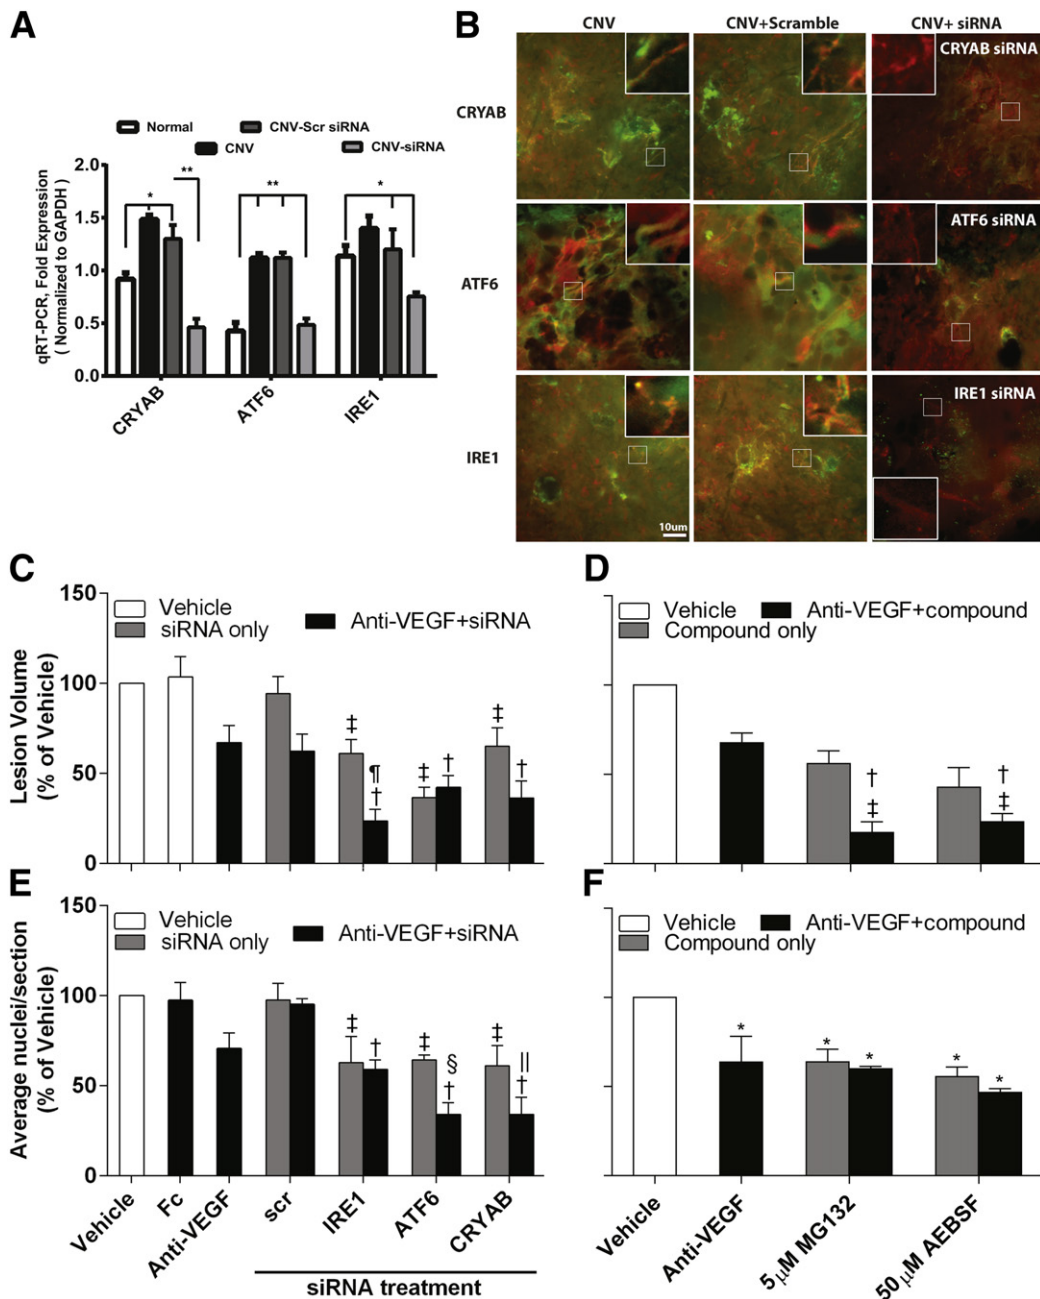 A
Normal
CNV-Scr siRNA
CNV
CNV-siRNA
qRT-PCR, Fold Expression
( Normalized to GAPDH )
2.0
1.5
1.0
0.5
0.0
*
**
**
*
CRYAB
ATF6
IRE1
B
CNV
CNV+Scramble
CNV+ siRNA
CRYAB
CRYAB siRNA
ATF6
ATF6 siRNA
IRE1
IRE1 siRNA
10um
C
Vehicle
siRNA only
Anti-VEGF+siRNA
Lesion Volume
(% of Vehicle)
150
100
50
0
‡
¶
†
‡
†
‡
†
D
Vehicle
Anti-VEGF+compound
Compound only
†
‡
†
‡
E
Vehicle
siRNA only
Anti-VEGF+siRNA
Average nuclei/section
(% of Vehicle)
150
100
50
0
‡
†
‡
§
†
‡
||
†
Vehicle
Fc
Anti-VEGF
scr
IRE1
ATF6
CRYAB
siRNA treatment
F
Vehicle
Anti-VEGF+compound
Compound only
*
*
*
*
*
Vehicle
Anti-VEGF
5 µM MG132
50 µM AEBSF